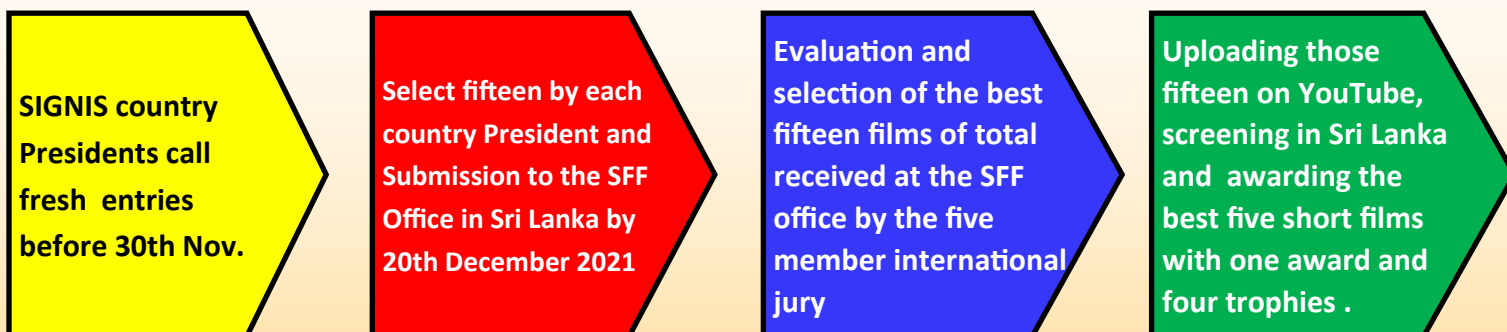 SIGNIS country
Presidents call
fresh entries
before 30th Nov.
Select fifteen by each
country President and
Submission to the SFF
Office in Sri Lanka by
20th December 2021
Evaluation and
selection of the best
fifteen films of total
received at the SFF
office by the five
member international
jury
Uploading those
fifteen on YouTube,
screening in Sri Lanka
and awarding the
best five short films
with one award and
four trophies .